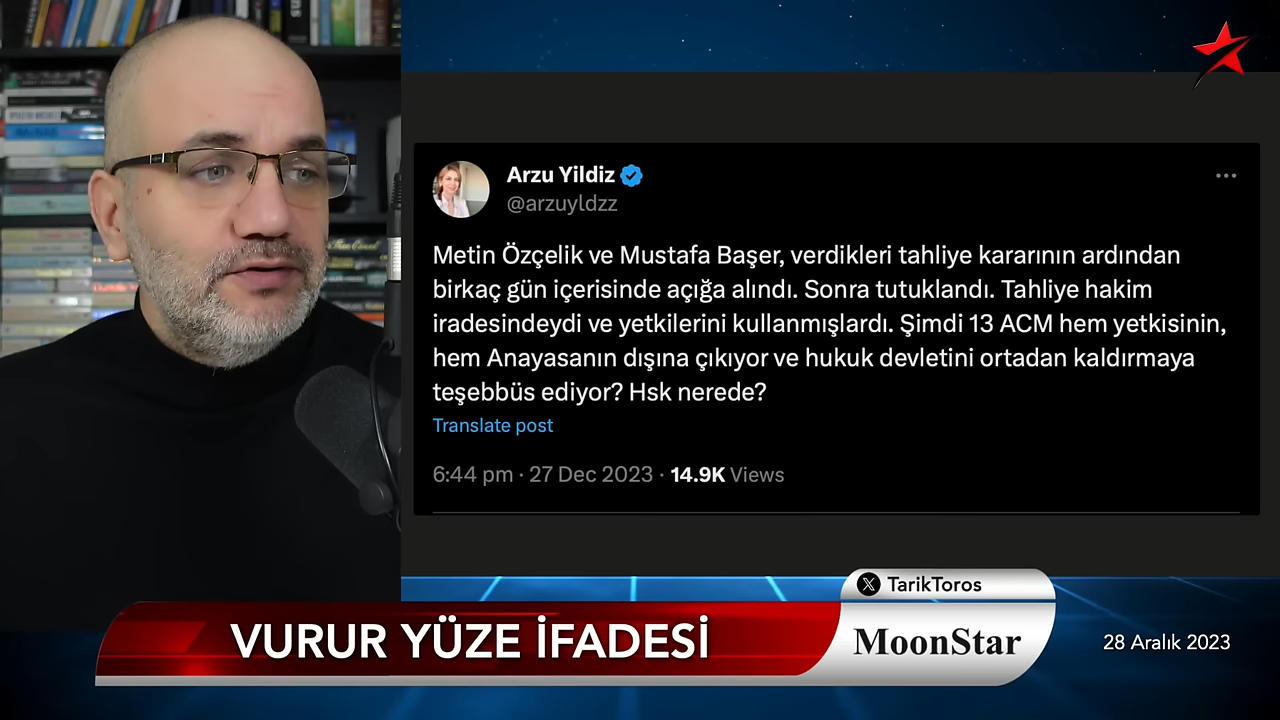 Arzu Yildiz
@arzuyldzz
Metin Özçelik ve Mustafa Başer, verdikleri tahliye kararının ardından
birkaç gün içerisinde açığa alındı. Sonra tutuklandı. Tahliye hakim
iradesindeydi ve yetkilerini kullanmışlardı. Şimdi 13 ACM hem yetkisinin,
hem Anayasanın dışına çıkıyor ve hukuk devletini ortadan kaldırmaya
teşebbüs ediyor? Hsk nerede?
Translate post
6:44 pm · 27 Dec 2023 · 14.9K Views
TarikToros
VURUR YÜZE İFADESİ
MoonStar
28 Aralık 2023